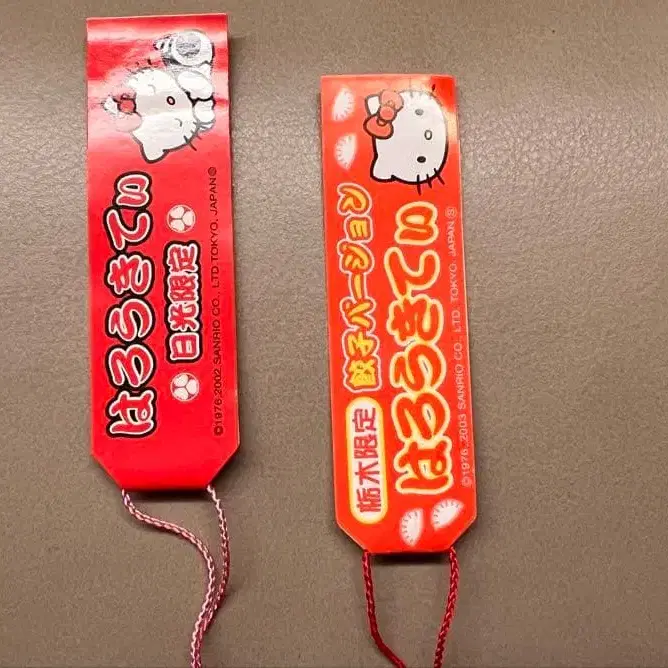 はろうきてぃ
日光限定
©1976,2002 SANRIO CO., LTD.TOKYO, JAPAN Ⓛ
栃木限定
餃子バージョン
はろうきてぃ
©1976,2003 SANRIO CO., LTD. TOKYO, JAPAN